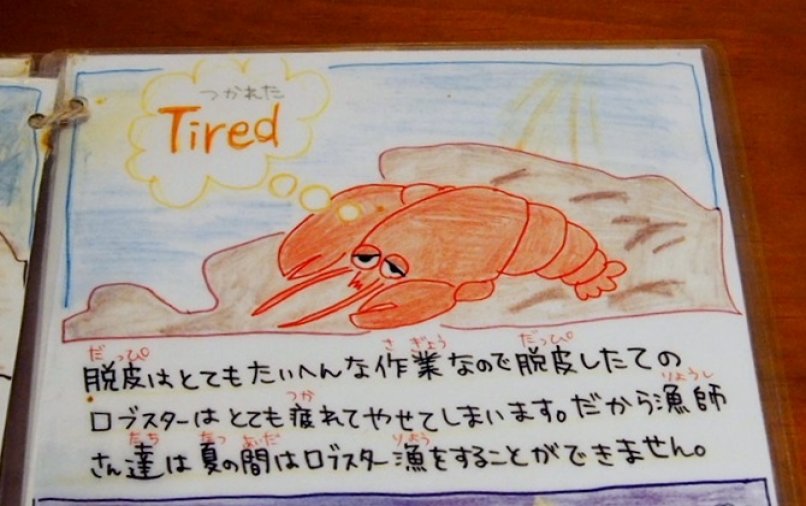 つかれた
Tired
だっぴ さ ぎょう だっぴ
脱皮はとてもたいへんな作業なので脱皮したての
つか りょうし
ロブスターはとても疲れてやせてしまいます。だから漁師
たち なつ あいだ りょう
さん達は夏の間はロブスター漁をすることができません。